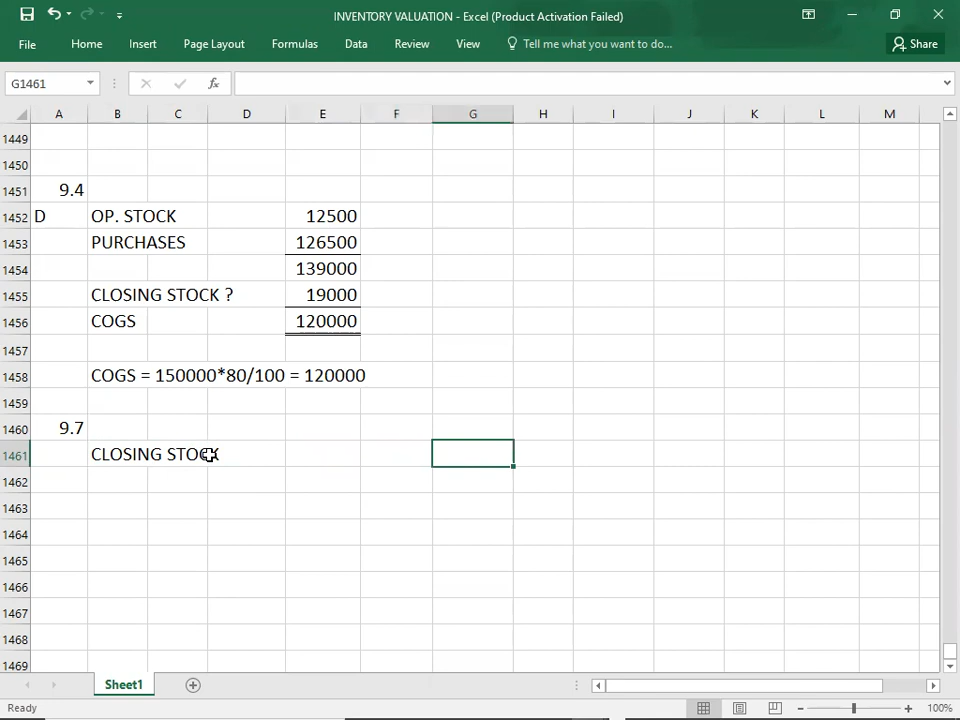 INVENTORY VALUATION - Excel (Product Activation Failed)
File Home Insert Page Layout Formulas Data Review View Tell me what you want to do... Share
G1461 fx
A B C D E F G H I J K L M
1449
1450
1451 9.4
1452 D OP. STOCK 12500
1453 PURCHASES 126500
1454 139000
1455 CLOSING STOCK ? 19000
1456 COGS 120000
1457
1458 COGS = 150000*80/100 = 120000
1459
1460 9.7
1461 CLOSING STOCK
1462
1463
1464
1465
1466
1467
1468
1469
Sheet1
Ready 100%